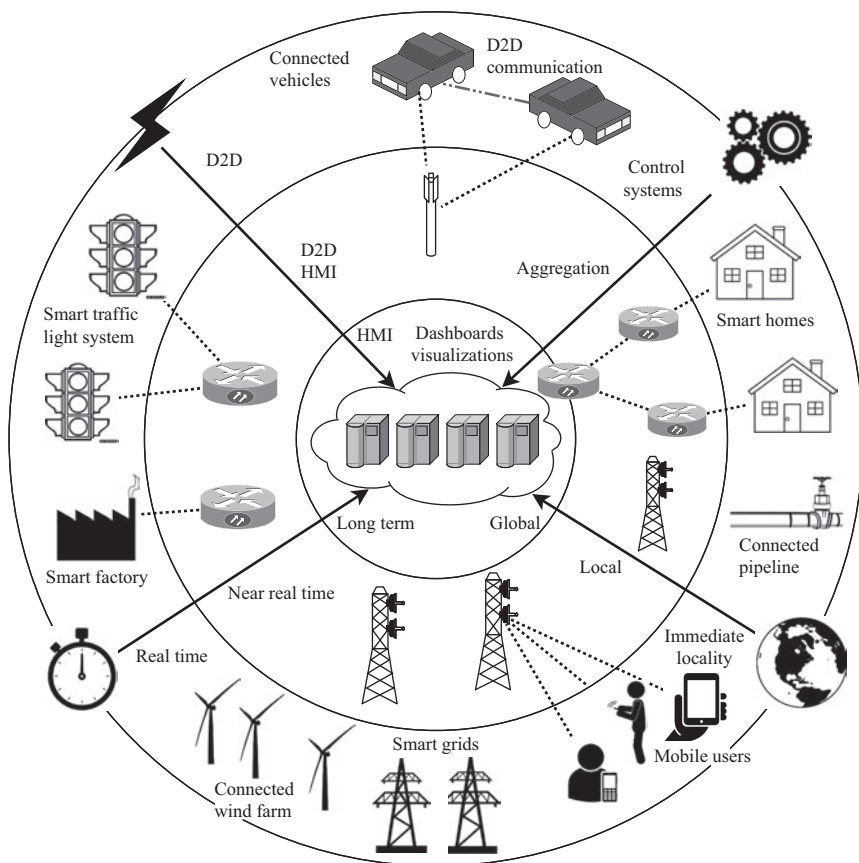 Connected
vehicles
D2D
communication
D2D
Control
systems
D2D
HMI
Aggregation
Smart traffic
light system
Smart homes
HMI
Dashboards
visualizations
Long term
Global
Smart factory
Connected
pipeline
Near real time
Local
Real time
Immediate
locality
Smart grids
Mobile users
Connected
wind farm